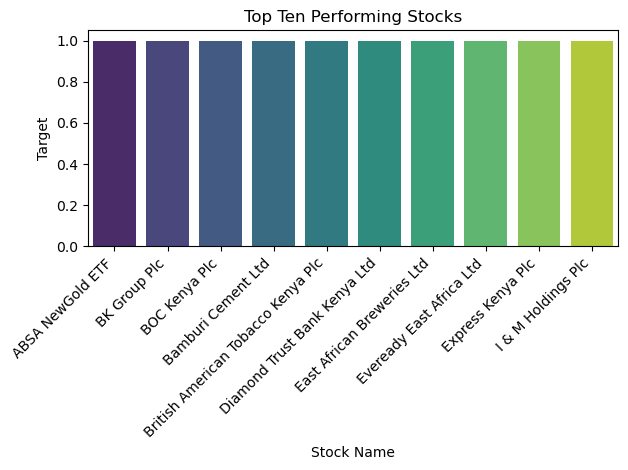 Top Ten Performing Stocks
Target
1.0
0.8
0.6
0.4
0.2
0.0
ABSA NewGold ETF
BK Group Plc
BOC Kenya Plc
Bamburi Cement Ltd
British American Tobacco Kenya Plc
Diamond Trust Bank Kenya Ltd
East African Breweries Ltd
Eveready East Africa Ltd
Express Kenya Plc
I & M Holdings Plc
Stock Name